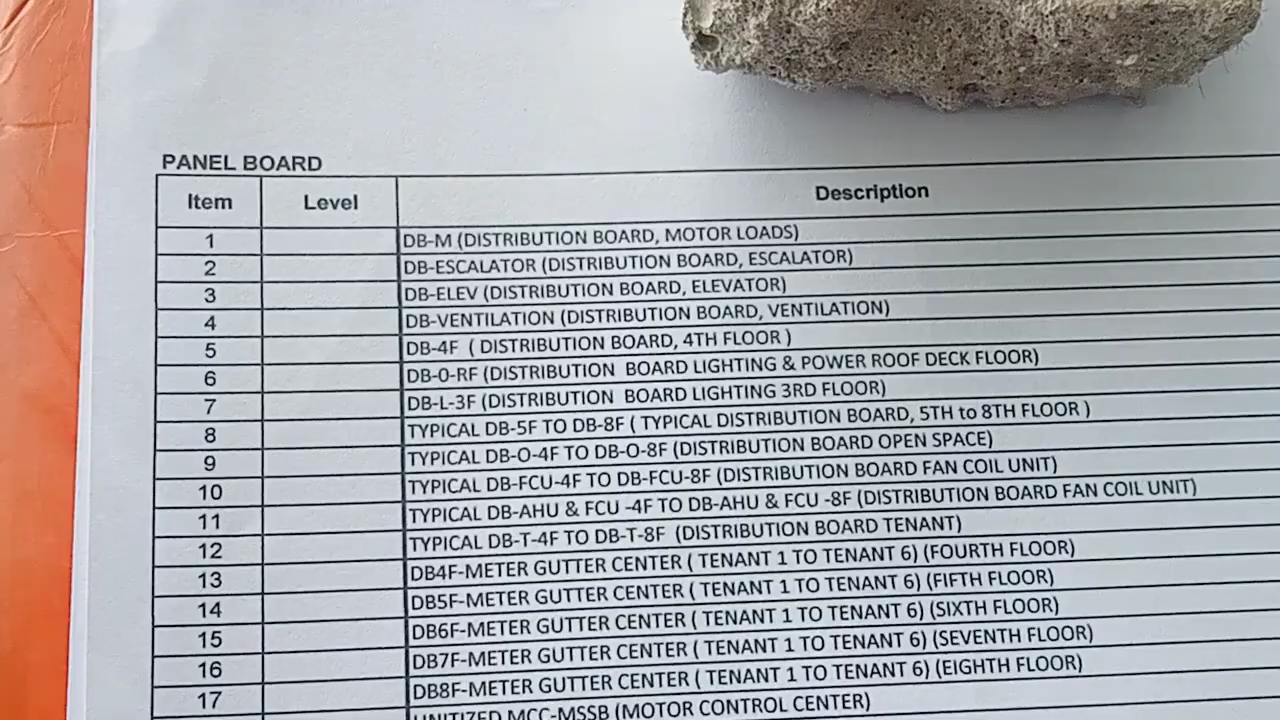 PANEL BOARD
Item Level Description
1 DB-M (DISTRIBUTION BOARD, MOTOR LOADS)
2 DB-ESCALATOR (DISTRIBUTION BOARD, ESCALATOR)
3 DB-ELEV (DISTRIBUTION BOARD, ELEVATOR)
4 DB-VENTILATION (DISTRIBUTION BOARD, VENTILATION)
5 DB-4F ( DISTRIBUTION BOARD, 4TH FLOOR )
6 DB-0-RF (DISTRIBUTION BOARD LIGHTING & POWER ROOF DECK FLOOR)
7 DB-L-3F (DISTRIBUTION BOARD LIGHTING 3RD FLOOR)
8 TYPICAL DB-5F TO DB-8F ( TYPICAL DISTRIBUTION BOARD, 5TH to 8TH FLOOR )
9 TYPICAL DB-O-4F TO DB-O-8F (DISTRIBUTION BOARD OPEN SPACE)
10 TYPICAL DB-FCU-4F TO DB-FCU-8F (DISTRIBUTION BOARD FAN COIL UNIT)
11 TYPICAL DB-AHU & FCU -4F TO DB-AHU & FCU -8F (DISTRIBUTION BOARD FAN COIL UNIT)
12 TYPICAL DB-T-4F TO DB-T-8F (DISTRIBUTION BOARD TENANT)
13 DB4F-METER GUTTER CENTER ( TENANT 1 TO TENANT 6) (FOURTH FLOOR)
14 DB5F-METER GUTTER CENTER ( TENANT 1 TO TENANT 6) (FIFTH FLOOR)
15 DB6F-METER GUTTER CENTER ( TENANT 1 TO TENANT 6) (SIXTH FLOOR)
16 DB7F-METER GUTTER CENTER ( TENANT 1 TO TENANT 6) (SEVENTH FLOOR)
17 DB8F-METER GUTTER CENTER ( TENANT 1 TO TENANT 6) (EIGHTH FLOOR)
UNITIZED MCC-MSSB (MOTOR CONTROL CENTER)